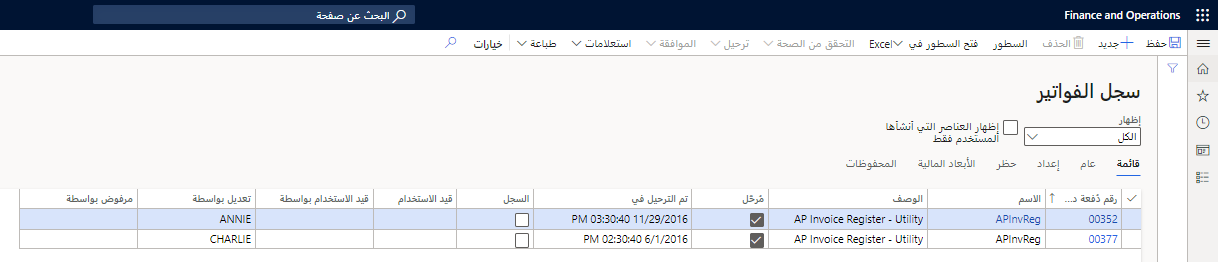 Finance and Operations
البحث عن صفحة
حفظ
جديد
الحذف
السطور
فتح السطور في Excel
التحقق من الصحة
ترحيل
الموافقة
استعلامات
طباعة
خيارات
سجل الفواتير
إظهار
الكل
إظهار العناصر التي أنشأها
المستخدم فقط
قائمة
عام
إعداد
حظر
الأبعاد المالية
المحفوظات
رقم دُفعة د...
الاسم
الوصف
مُرحّل
تم الترحيل في
السجل
قيد الاستخدام
قيد الاستخدام بواسطة
تعديل بواسطة
مرفوض بواسطة
00352 APInvReg AP Invoice Register - Utility 11/29/2016 03:30:40 PM ANNIE
00377 APInvReg AP Invoice Register - Utility 6/1/2016 02:30:40 PM CHARLIE